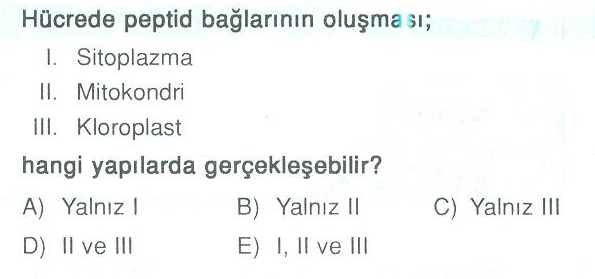 Hücrede peptid bağlarının oluşması;
I. Sitoplazma
II. Mitokondri
III. Kloroplast
hangi yapılarda gerçekleşebilir?
A) Yalnız I B) Yalnız II C) Yalnız III
D) II ve III E) I, II ve III